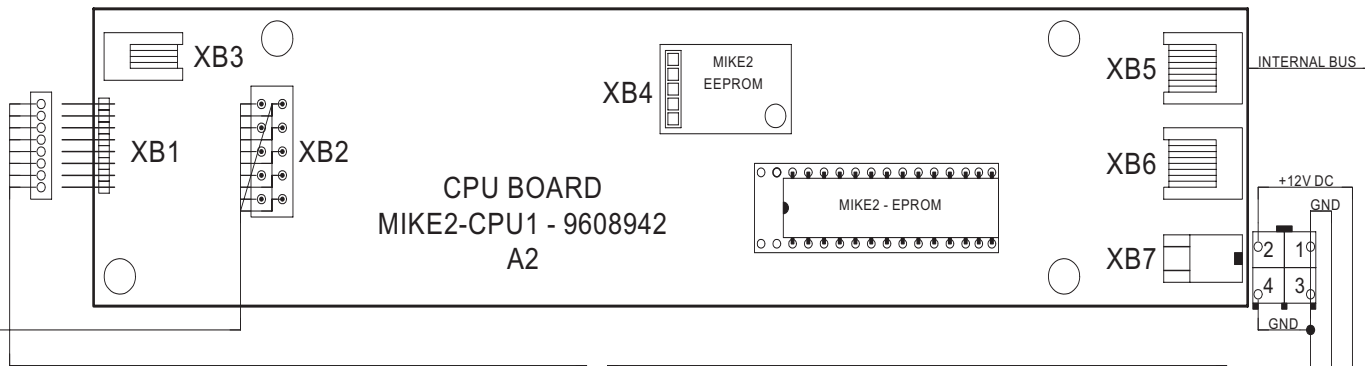 XB3
MIKE2
EEPROM
XB4
XB5
INTERNAL BUS
XB1
XB2
XB6
CPU BOARD
MIKE2-CPU1 - 9608942
A2
MIKE2 - EPROM
+12V DC
GND
XB7
2 1
4 3
GND